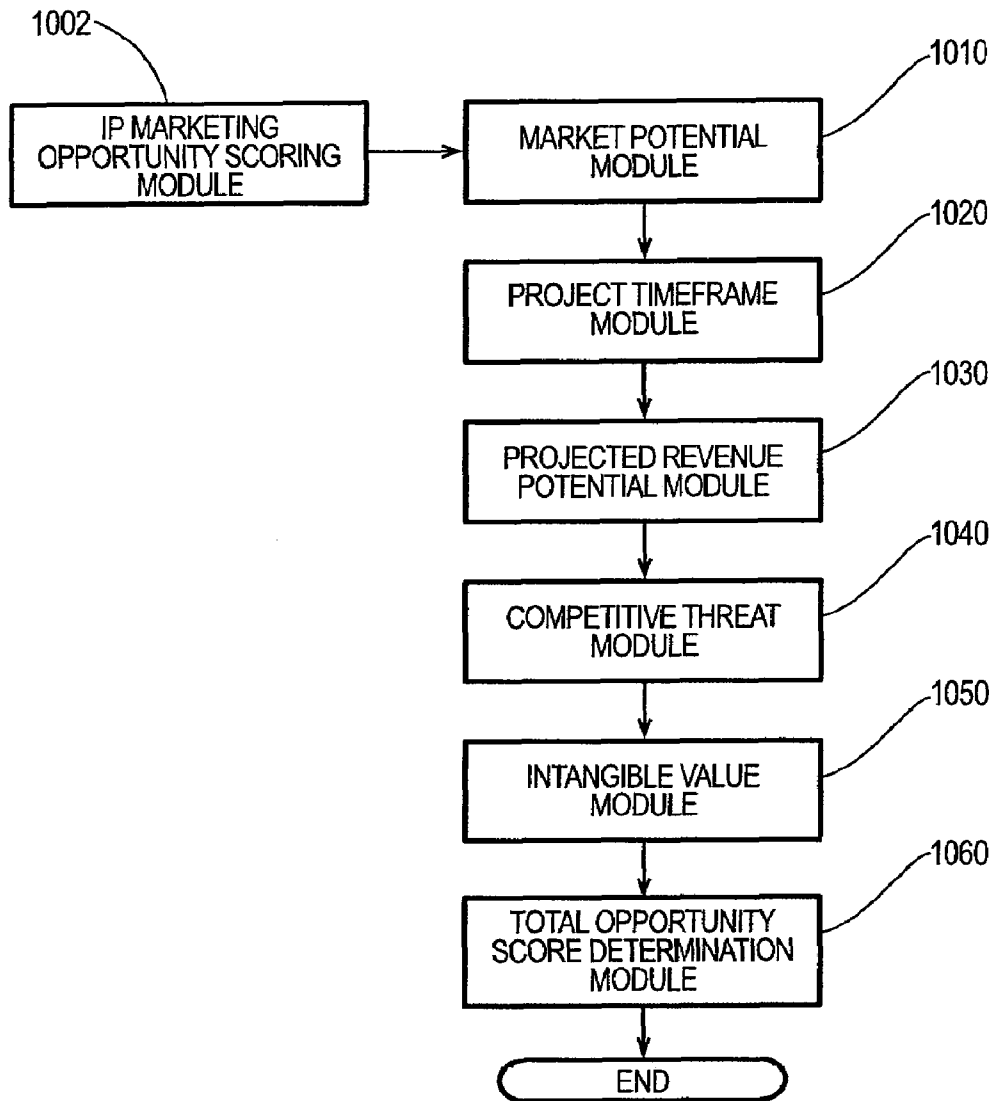 1002
1010
IP MARKETING
OPPORTUNITY SCORING
MODULE
MARKET POTENTIAL
MODULE
1020
PROJECT TIMEFRAME
MODULE
1030
PROJECTED REVENUE
POTENTIAL MODULE
1040
COMPETITIVE THREAT
MODULE
1050
INTANGIBLE VALUE
MODULE
1060
TOTAL OPPORTUNITY
SCORE DETERMINATION
MODULE
END